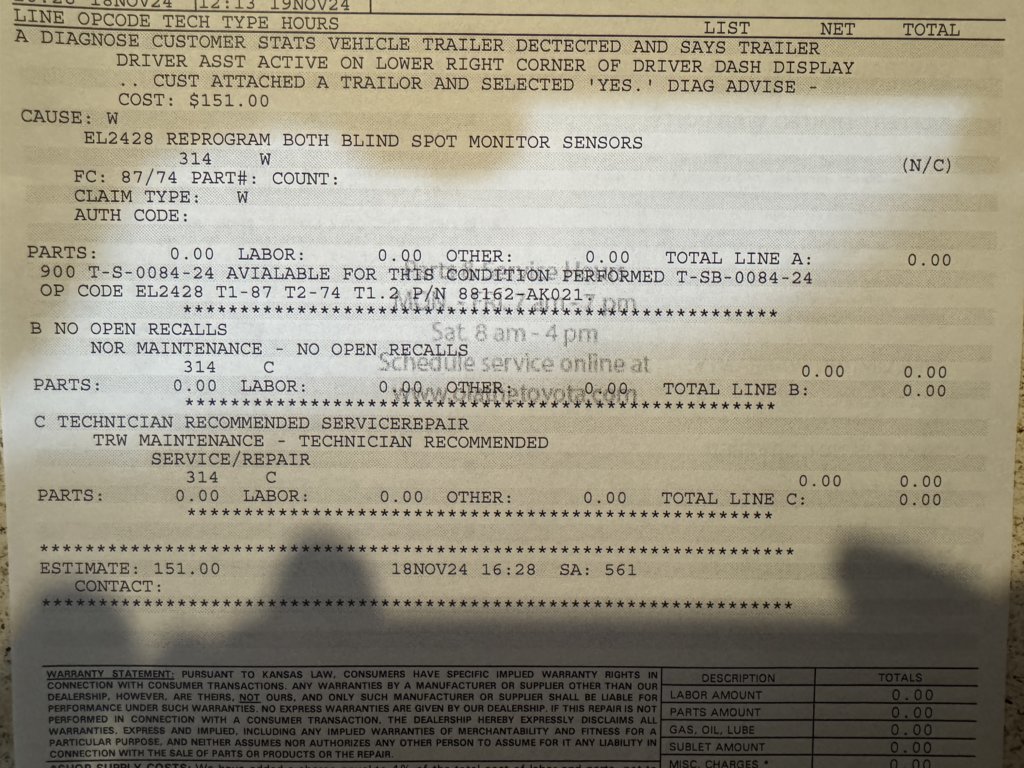 18NOV24 12:13 19NOV24
LINE OPCODE TECH TYPE HOURS LIST NET TOTAL
A DIAGNOSE CUSTOMER STATS VEHICLE TRAILER DECTECTED AND SAYS TRAILER
DRIVER ASST ACTIVE ON LOWER RIGHT CORNER OF DRIVER DASH DISPLAY
.. CUST ATTACHED A TRAILOR AND SELECTED 'YES.' DIAG ADVISE -
COST: $151.00
CAUSE: W
EL2428 REPROGRAM BOTH BLIND SPOT MONITOR SENSORS
314 W (N/C)
FC: 87/74 PART#: COUNT:
CLAIM TYPE: W
AUTH CODE:
PARTS: 0.00 LABOR: 0.00 OTHER: 0.00 TOTAL LINE A: 0.00
900 T-S-0084-24 AVIALABLE FOR THIS CONDITION PERFORMED T-SB-0084-24
Parts & Service Hours
OP CODE EL2428 T1-87 T2-74 T1.2 P/N 88162-AK021-
MON. - FRI. 7 am - 7 pm
****************************************************
Sat. 8 am - 4 pm
B NO OPEN RECALLS
NOR MAINTENANCE - NO OPEN RECALLS
Schedule service online at
314 C 0.00 0.00
PARTS: 0.00 LABOR: 0.00 OTHER: 0.00 TOTAL LINE B: 0.00
****************************************************
C TECHNICIAN RECOMMENDED SERVICEREPAIR
TRW MAINTENANCE - TECHNICIAN RECOMMENDED
SERVICE/REPAIR
314 C 0.00 0.00
PARTS: 0.00 LABOR: 0.00 OTHER: 0.00 TOTAL LINE C: 0.00
****************************************************
******************************************************************
ESTIMATE: 151.00 18NOV24 16:28 SA: 561
CONTACT:
******************************************************************
WARRANTY STATEMENT: PURSUANT TO KANSAS LAW, CONSUMERS HAVE SPECIFIC IMPLIED WARRANTY RIGHTS IN
CONNECTION WITH CONSUMER TRANSACTIONS. ANY WARRANTIES BY A MANUFACTURER OR SUPPLIER OTHER THAN OUR
DEALERSHIP, HOWEVER, ARE THEIRS, NOT OURS, AND ONLY SUCH MANUFACTURER OR SUPPLIER SHALL BE LIABLE FOR
PERFORMANCE UNDER SUCH WARRANTIES. NO EXPRESS WARRANTIES ARE GIVEN BY OUR DEALERSHIP. IF THIS REPAIR IS NOT
PERFORMED IN CONNECTION WITH A CONSUMER TRANSACTION, THE DEALERSHIP HEREBY EXPRESSLY DISCLAIMS ALL
WARRANTIES, EXPRESS AND IMPLIED, INCLUDING ANY IMPLIED WARRANTIES OF MERCHANTABILITY AND FITNESS FOR A
PARTICULAR PURPOSE, AND NEITHER ASSUMES NOR AUTHORIZES ANY OTHER PERSON TO ASSUME FOR IT ANY LIABILITY IN
CONNECTION WITH THE SALE OF PARTS OR PRODUCTS OR THE REPAIR.
DESCRIPTION TOTALS
LABOR AMOUNT 0.00
PARTS AMOUNT 0.00
GAS, OIL, LUBE 0.00
SUBLET AMOUNT 0.00
MISC. CHARGES * 0.00